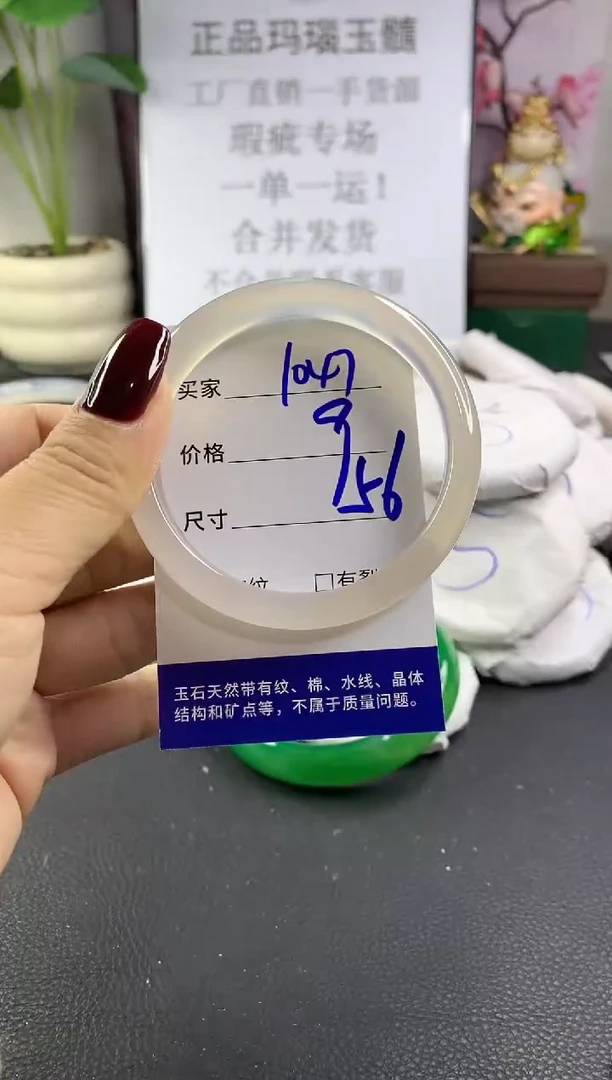 正品玛瑙玉髓
工厂直销一手货源
瑕疵专场
一单一运！
合并发货
买家
价格 9
尺寸 56
纹 □有裂
玉石天然带有纹、棉、水线、晶体
结构和矿点等，不属于质量问题。